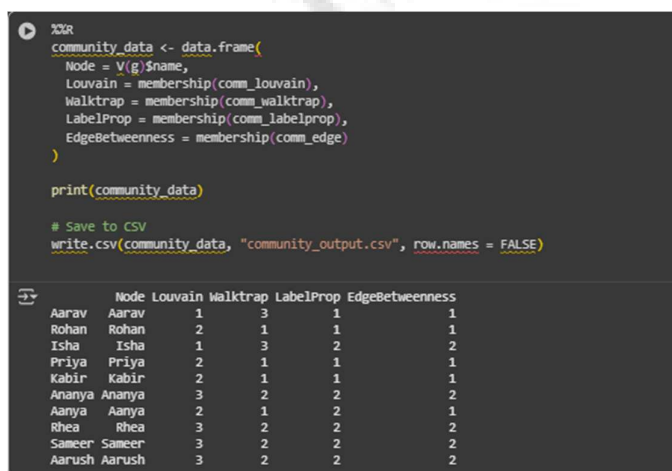 %%R
community_data <- data.frame(
  Node = V(g)$name,
  Louvain = membership(comm_louvain),
  Walktrap = membership(comm_walktrap),
  LabelProp = membership(comm_labelprop),
  EdgeBetweenness = membership(comm_edge)
)
print(community_data)
# Save to CSV
write.csv(community_data, "community_output.csv", row.names = FALSE)
Node Louvain Walktrap LabelProp EdgeBetweenness
Aarav Aarav 1 3 1 1
Rohan Rohan 2 1 1 1
Isha Isha 1 3 2 2
Priya Priya 2 1 1 1
Kabir Kabir 2 1 1 1
Ananya Ananya 3 2 2 2
Aanya Aanya 2 1 2 1
Rhea Rhea 3 2 2 2
Sameer Sameer 3 2 2 2
Aarush Aarush 3 2 2 2